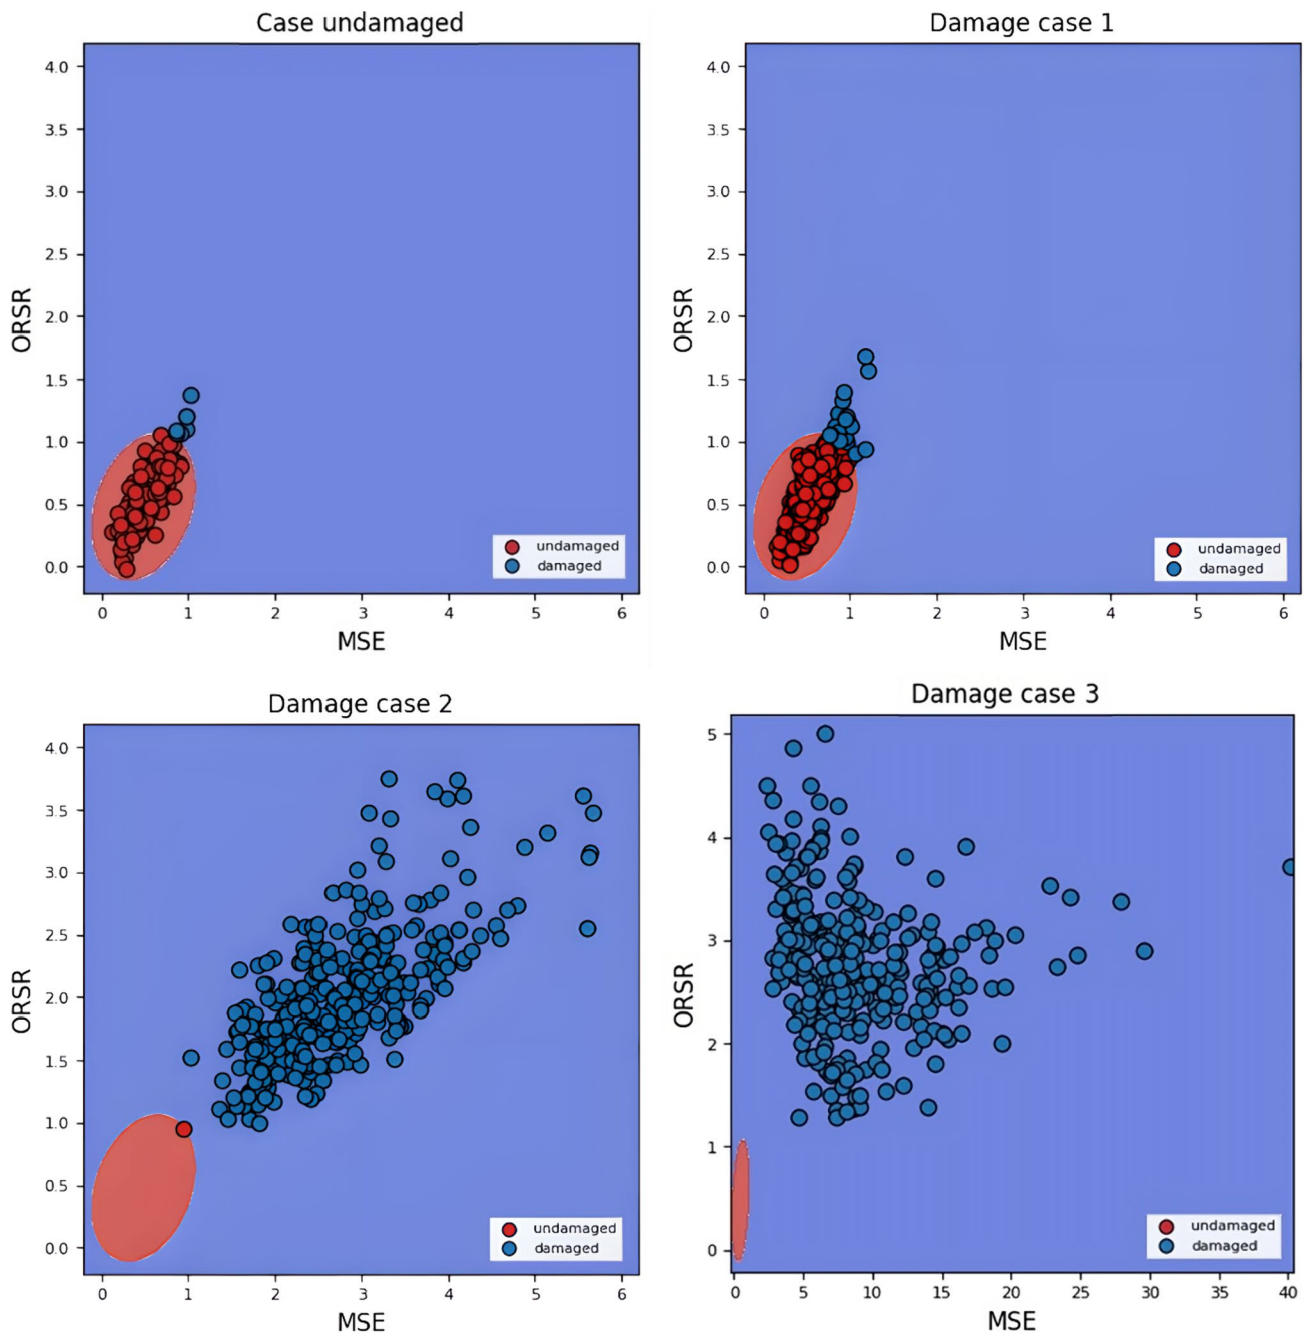 Case undamaged
4.0
3.5
3.0
2.5
2.0
1.5
1.0
0.5
0.0
ORSR
undamaged
damaged
0 1 2 3 4 5 6
MSE
Damage case 1
4.0
3.5
3.0
2.5
2.0
1.5
1.0
0.5
0.0
ORSR
undamaged
damaged
0 1 2 3 4 5 6
MSE
Damage case 2
4.0
3.5
3.0
2.5
2.0
1.5
1.0
0.5
0.0
ORSR
undamaged
damaged
0 1 2 3 4 5 6
MSE
Damage case 3
5
4
3
2
1
0
ORSR
undamaged
damaged
0 5 10 15 20 25 30 35 40
MSE